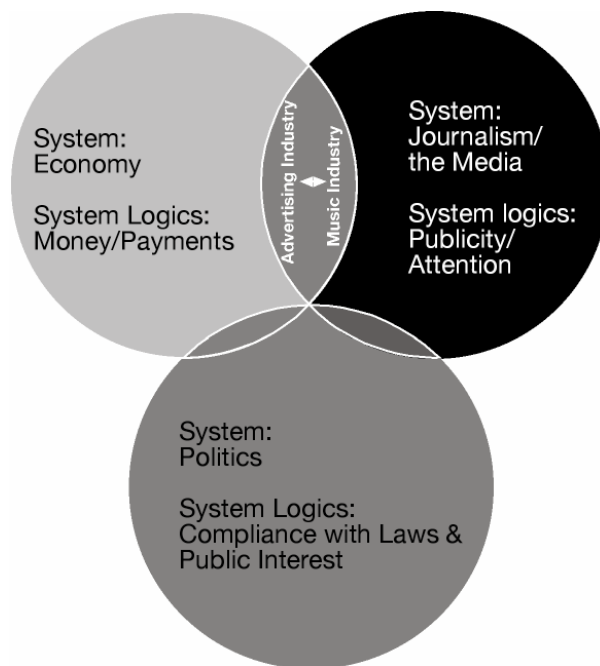 System:
Economy
System Logics:
Money/Payments
Advertising Industry
Music Industry
System:
Journalism/
the Media
System logics:
Publicity/
Attention
System:
Politics
System Logics:
Compliance with Laws &
Public Interest